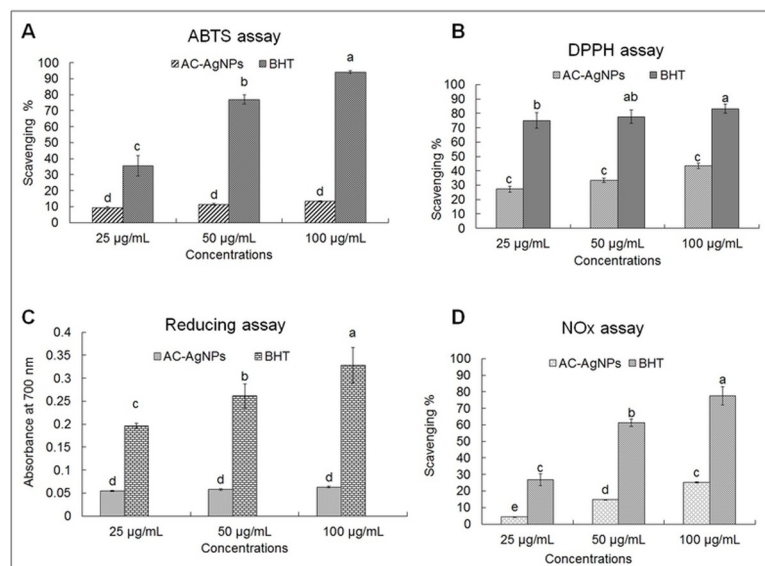 A
ABTS assay
AC-AgNPs BHT
Scavenging %
100
90
80
70
60
50
40
30
20
10
0
d c
d b
d a
25 µg/mL 50 µg/mL 100 µg/mL
Concentrations
B
DPPH assay
AC-AgNPs BHT
Scavenging %
100
90
80
70
60
50
40
30
20
10
0
c b
c ab
c a
25 µg/mL 50 µg/mL 100 µg/mL
Concentrations
C
Reducing assay
AC-AgNPs BHT
Absorbance at 700 nm
0.4
0.35
0.3
0.25
0.2
0.15
0.1
0.05
0
d c
d b
d a
25 µg/mL 50 µg/mL 100 µg/mL
Concentrations
D
NOx assay
AC-AgNPs BHT
Scavenging %
100
90
80
70
60
50
40
30
20
10
0
e c
d b
c a
25 µg/mL 50 µg/mL 100 µg/mL
Concentrations